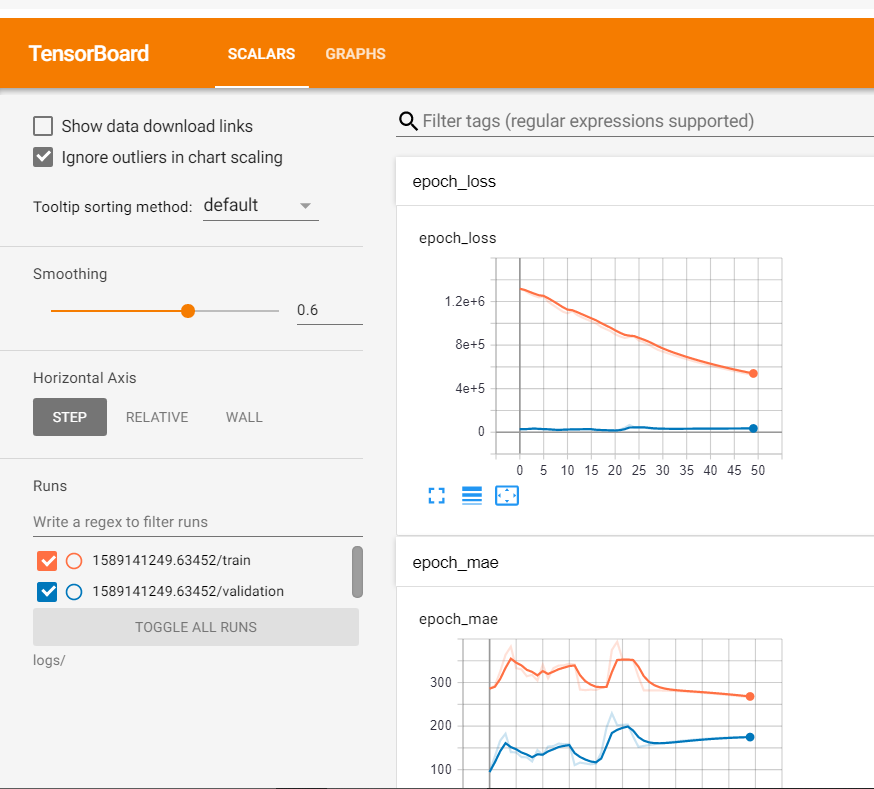 TensorBoard SCALARS GRAPHS
Show data download links
Ignore outliers in chart scaling
Tooltip sorting method: default
Smoothing
0.6
Horizontal Axis
STEP RELATIVE WALL
Runs
Write a regex to filter runs
1589141249.63452/train
1589141249.63452/validation
TOGGLE ALL RUNS
logs/
Filter tags (regular expressions supported)
epoch_loss
epoch_loss
1.2e+6
8e+5
4e+5
0
0 5 10 15 20 25 30 35 40 45 50
epoch_mae
epoch_mae
300
200
100